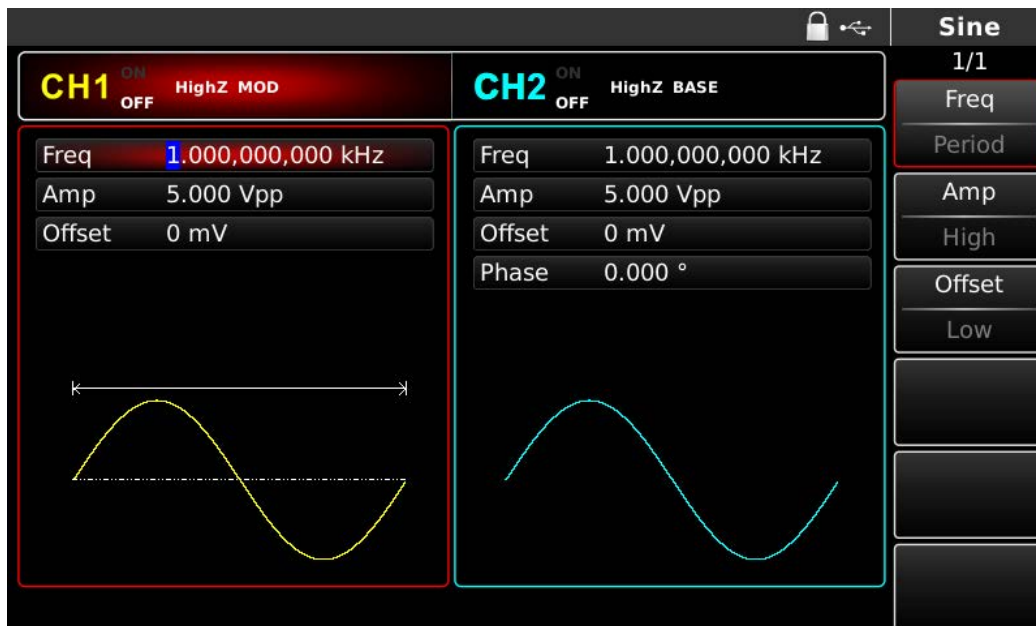 Sine
1/1
CH1 ON OFF HighZ MOD
CH2 ON OFF HighZ BASE
Freq 1.000,000,000 kHz
Amp 5.000 Vpp
Offset 0 mV
Freq 1.000,000,000 kHz
Amp 5.000 Vpp
Offset 0 mV
Phase 0.000 °
Freq
Period
Amp
High
Offset
Low